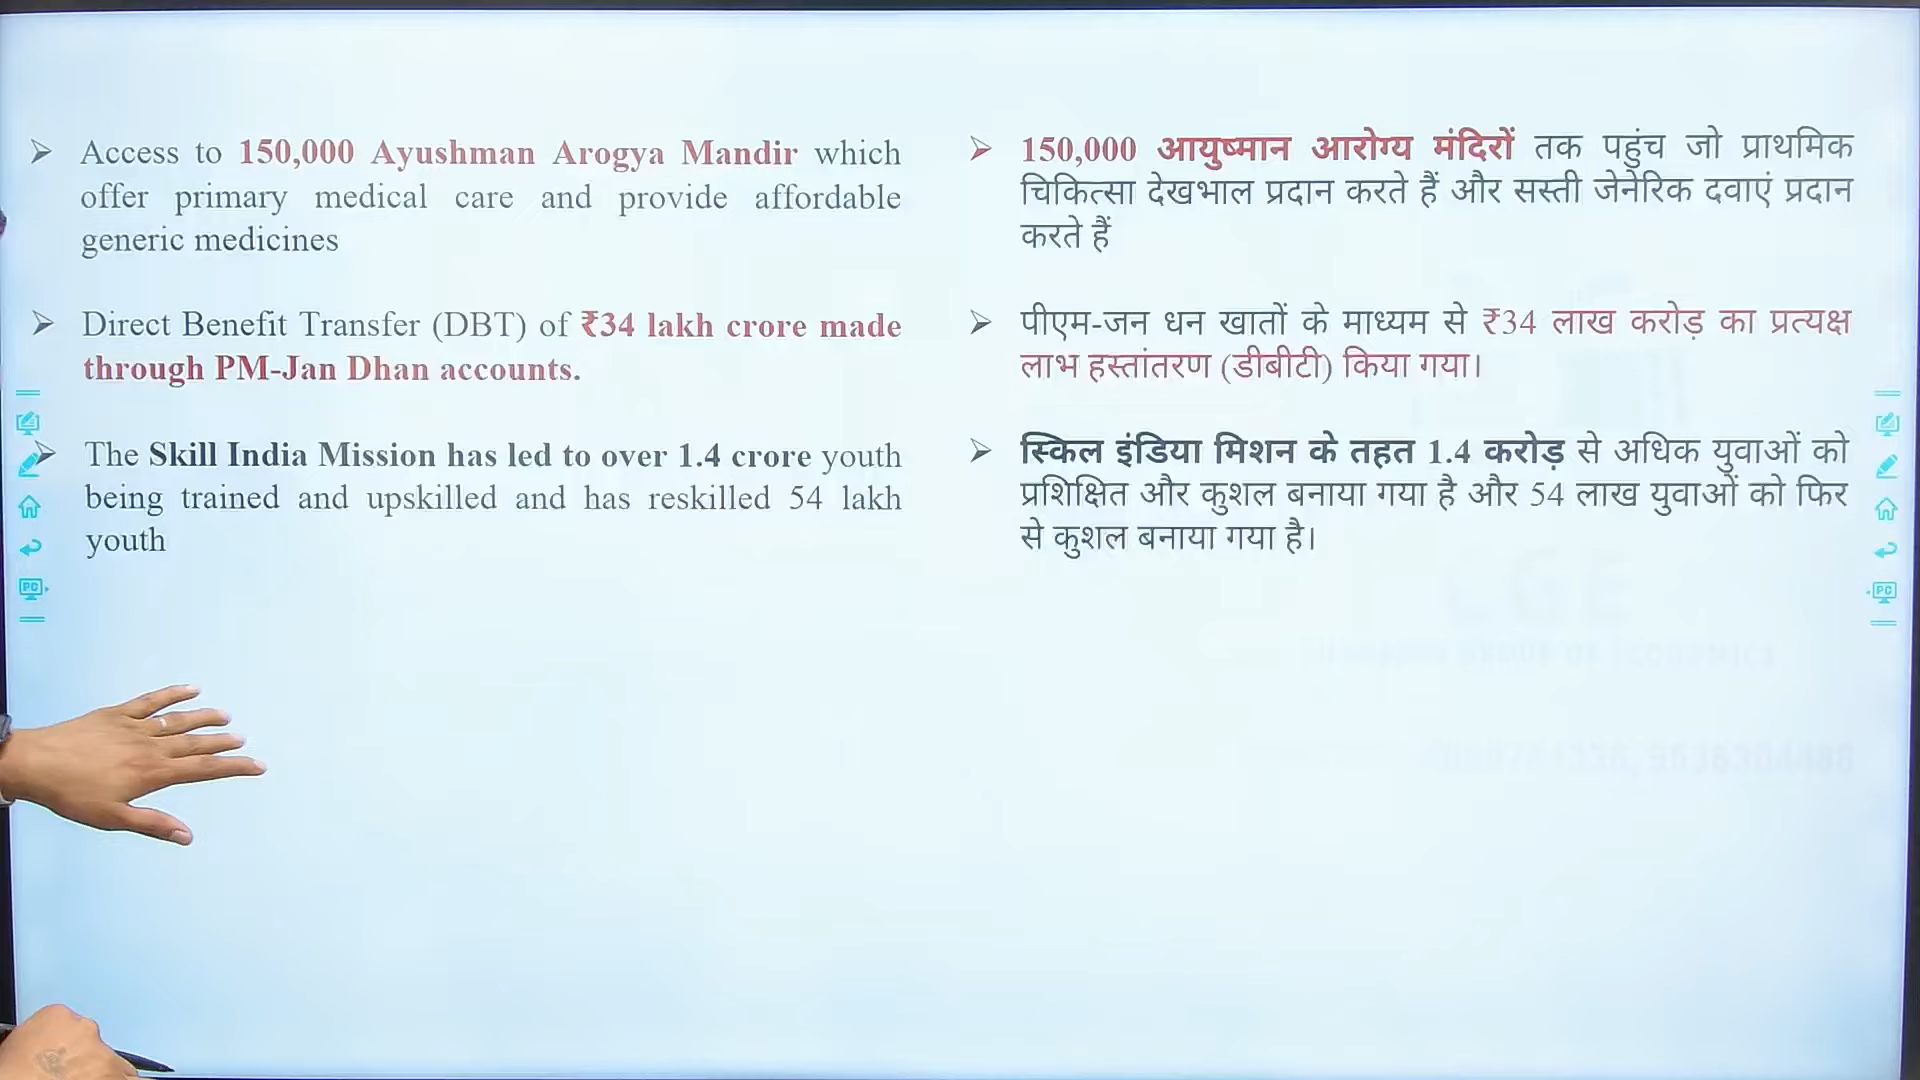 Access to 150,000 Ayushman Arogya Mandir which
offer primary medical care and provide affordable
generic medicines
Direct Benefit Transfer (DBT) of ₹34 lakh crore made
through PM-Jan Dhan accounts.
The Skill India Mission has led to over 1.4 crore youth
being trained and upskilled and has reskilled 54 lakh
youth
150,000 आयुष्मान आरोग्य मंदिरों तक पहुंच जो प्राथमिक
चिकित्सा देखभाल प्रदान करते हैं और सस्ती जेनेरिक दवाएं प्रदान
करते हैं
पीएम-जन धन खातों के माध्यम से ₹34 लाख करोड़ का प्रत्यक्ष
लाभ हस्तांतरण (डीबीटी) किया गया।
स्किल इंडिया मिशन के तहत 1.4 करोड़ से अधिक युवाओं को
प्रशिक्षित और कुशल बनाया गया है और 54 लाख युवाओं को फिर
से कुशल बनाया गया है।
PC
PC